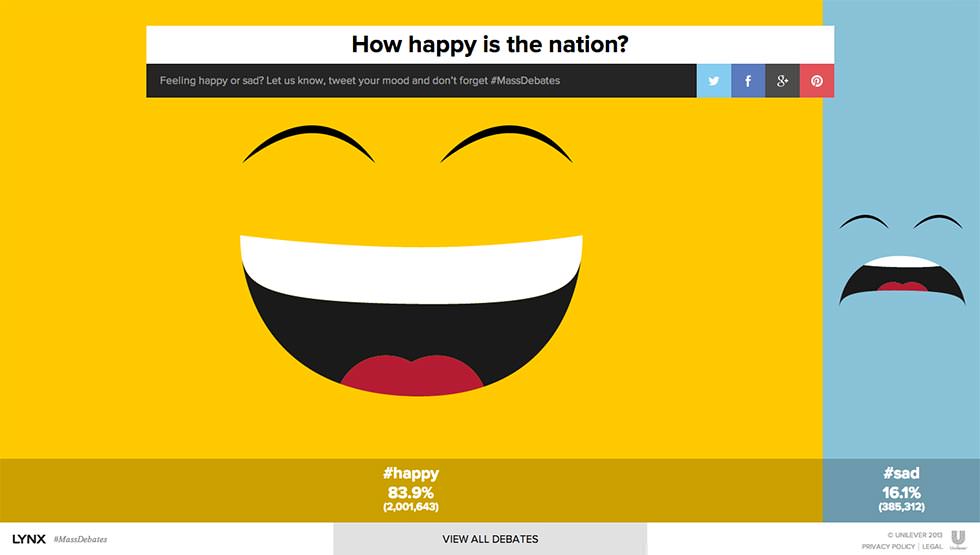 How happy is the nation?
Feeling happy or sad? Let us know, tweet your mood and don't forget #MassDebates
#happy
83.9%
(2,001,643)
#sad
16.1%
(385,312)
LYNX #MassDebates
VIEW ALL DEBATES
© UNILEVER 2013
PRIVACY POLICY | LEGAL
Unilever